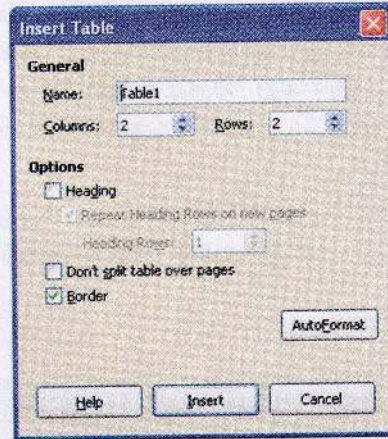 Insert Table
General
Name: Table1
Columns: 2 Rows: 2
Options
Heading
Repeat Heading Rows on new pages
Heading Rows: 1
Don't split table over pages
Border
AutoFormat
Help Insert Cancel